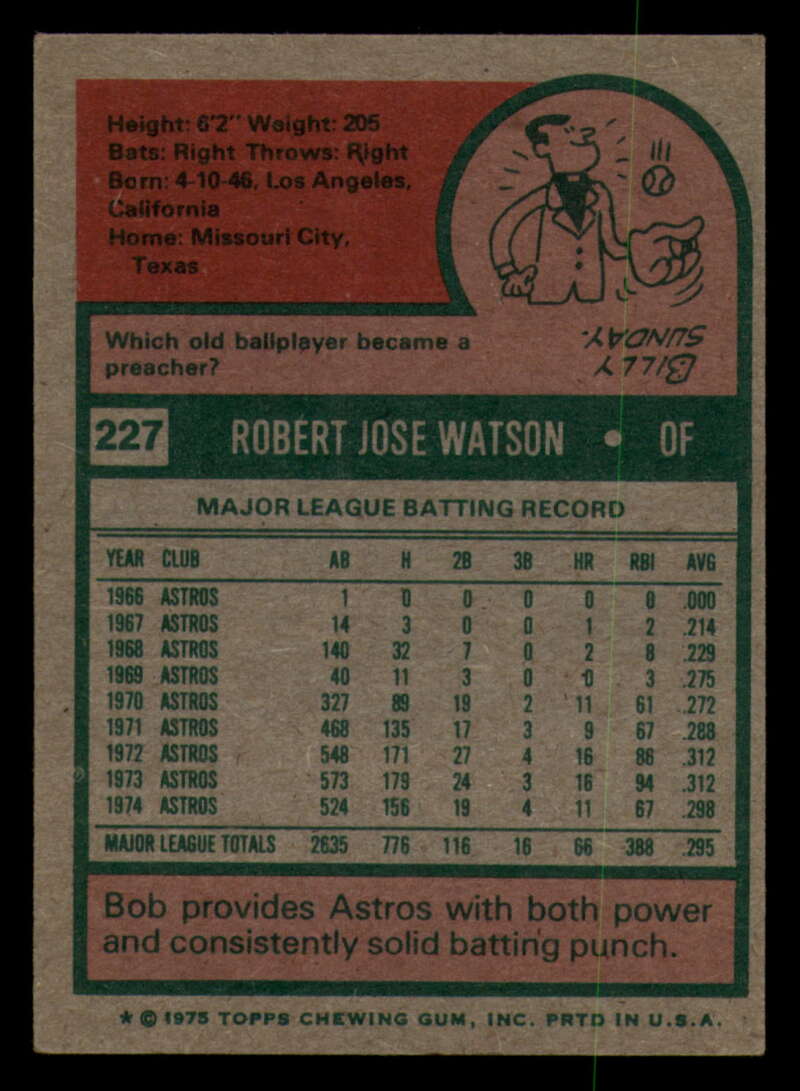 Height: 6'2" Weight: 205
Bats: Right Throws: Right
Born: 4-10-46, Los Angeles,
California
Home: Missouri City,
Texas
Which old ballplayer became a
preacher?
BILLY
SUNDAY.
227 ROBERT JOSE WATSON • OF
MAJOR LEAGUE BATTING RECORD
YEAR CLUB AB H 2B 3B HR RBI AVG
1966 ASTROS 1 0 0 0 0 0 .000
1967 ASTROS 14 3 0 0 1 2 .214
1968 ASTROS 140 32 7 0 2 8 .229
1969 ASTROS 40 11 3 0 0 3 .275
1970 ASTROS 327 89 19 2 11 61 .272
1971 ASTROS 468 135 17 3 9 67 .288
1972 ASTROS 548 171 27 4 16 86 .312
1973 ASTROS 573 179 24 3 16 94 .312
1974 ASTROS 524 156 19 4 11 67 .298
MAJOR LEAGUE TOTALS 2635 776 116 16 66 388 .295
Bob provides Astros with both power
and consistently solid batting punch.
* © 1975 TOPPS CHEWING GUM, INC. PRTD IN U.S.A.